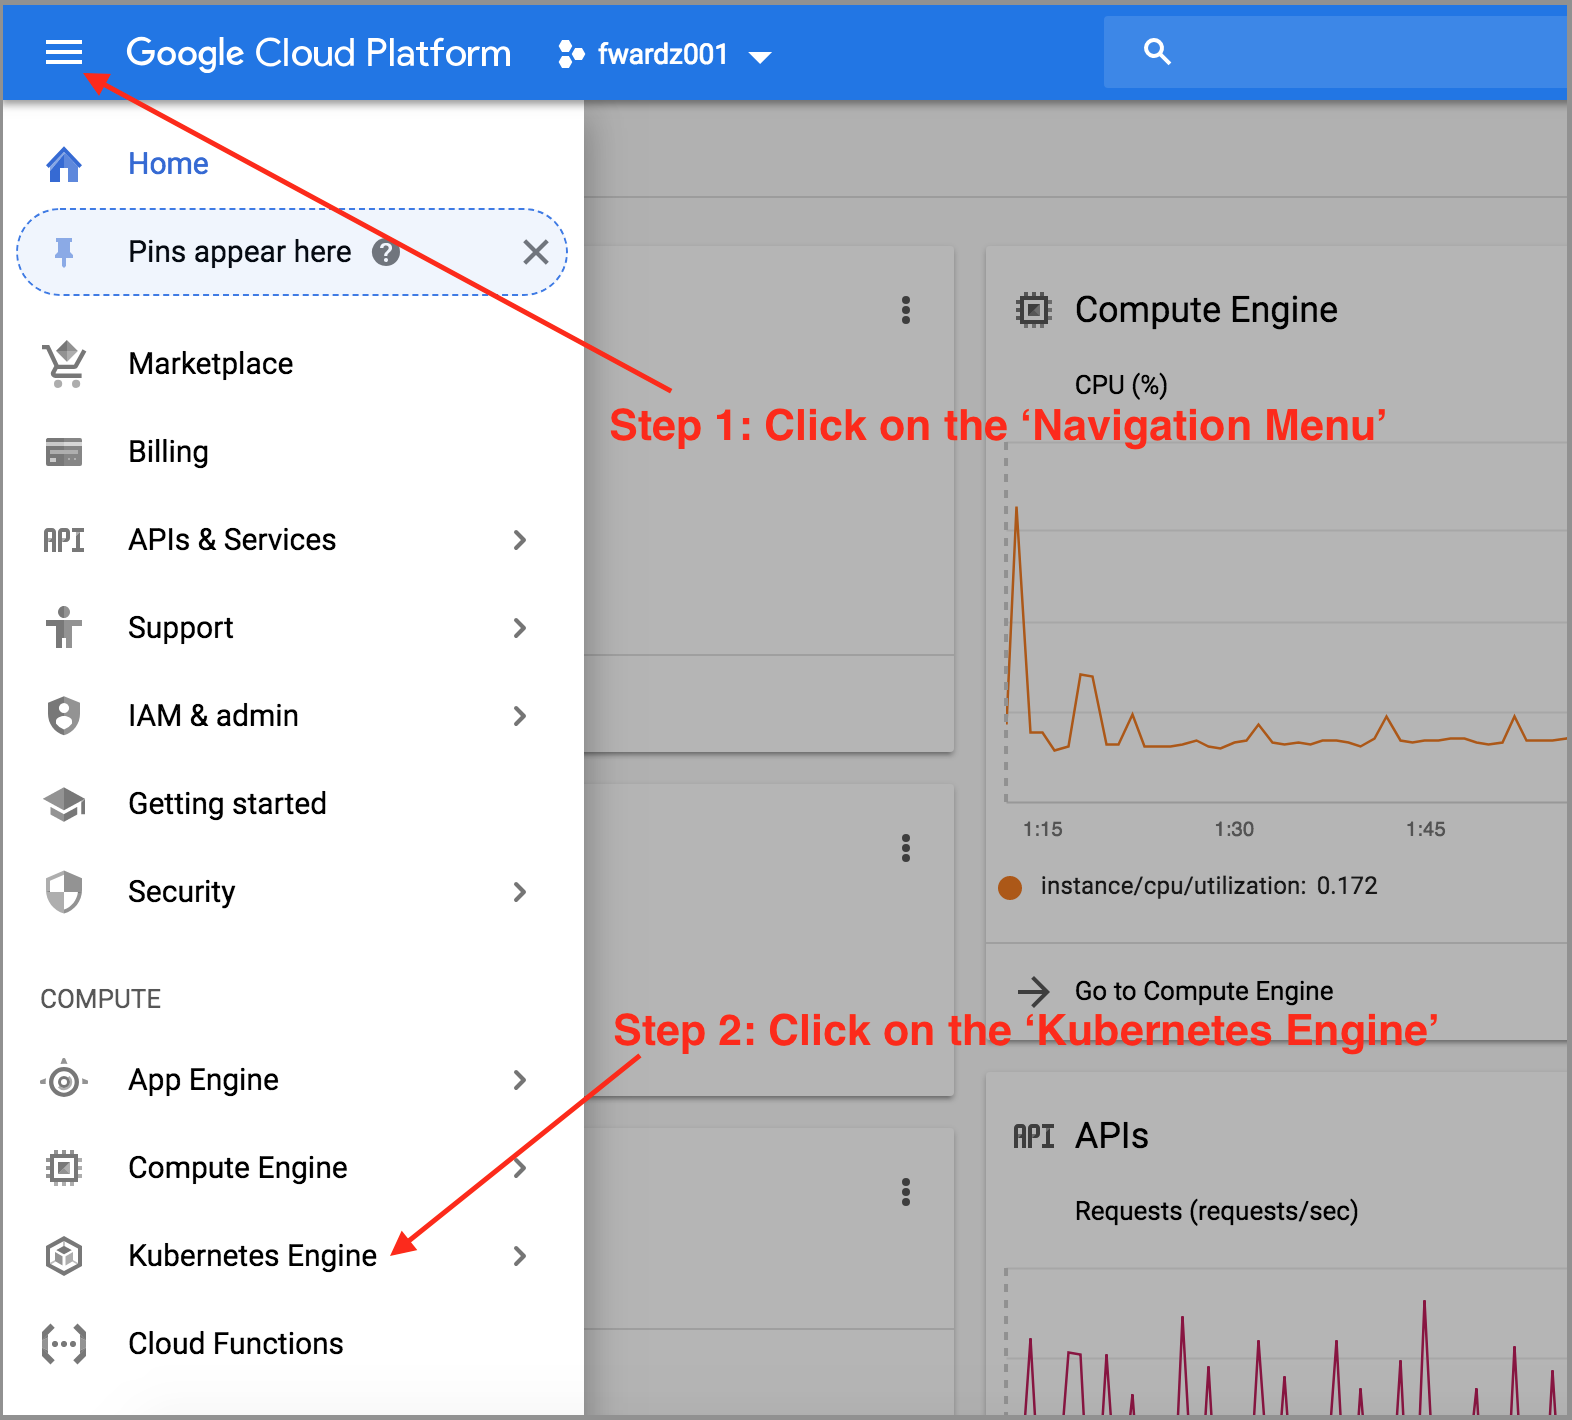 Google Cloud Platform fwardz001
Home
Pins appear here ?
Marketplace
Billing
API APIs & Services
Support
IAM & admin
Getting started
Security
COMPUTE
App Engine
Compute Engine
Kubernetes Engine
Cloud Functions
Compute Engine
CPU (%)
Step 1: Click on the ‘Navigation Menu’
1:15 1:30 1:45
instance/cpu/utilization: 0.172
Go to Compute Engine
Step 2: Click on the ‘Kubernetes Engine’
API APIs
Requests (requests/sec)